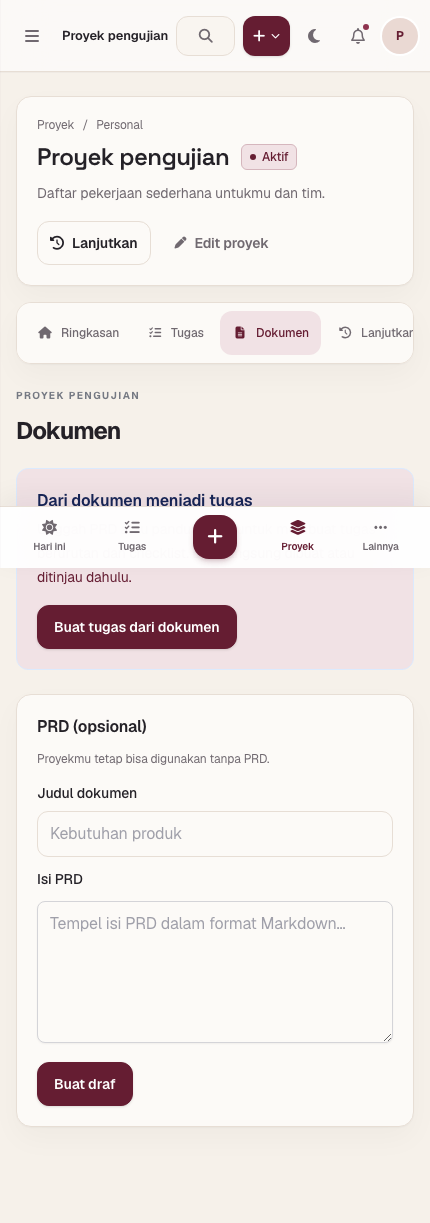 Proyek pengujian
P
Proyek / Personal
Proyek pengujian
Aktif
Daftar pekerjaan sederhana untukmu dan tim.
Lanjutkan
Edit proyek
Ringkasan
Tugas
Dokumen
Lanjutkan
PROYEK PENGUJIAN
Dokumen
Dari dokumen menjadi tugas
Hari ini
Tugas
Proyek
Lainnya
ditinjau dahulu.
Buat tugas dari dokumen
PRD (opsional)
Proyekmu tetap bisa digunakan tanpa PRD.
Judul dokumen
Kebutuhan produk
Isi PRD
Tempel isi PRD dalam format Markdown...
Buat draf